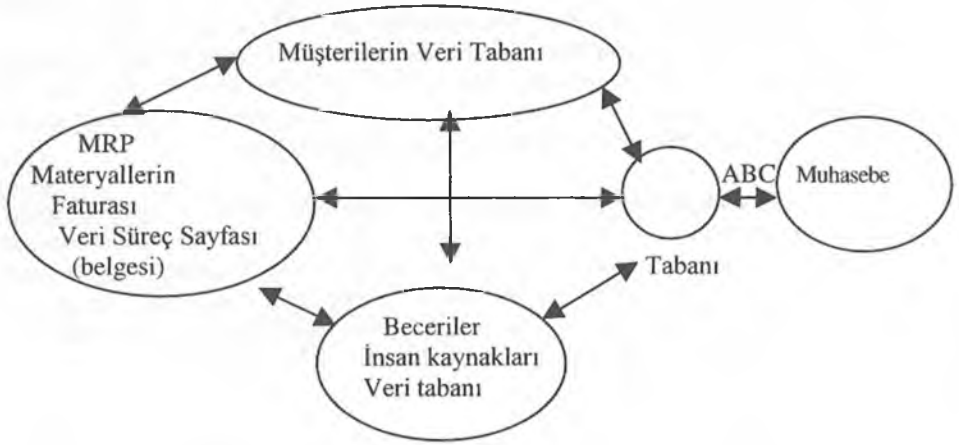 Müşterilerin Veri Tabanı
MRP
Materyallerin
Faturası
Veri Süreç Sayfası
(belgesi)
ABC
Muhasebe
Tabanı
Beceriler
İnsan kaynakları
Veri tabanı